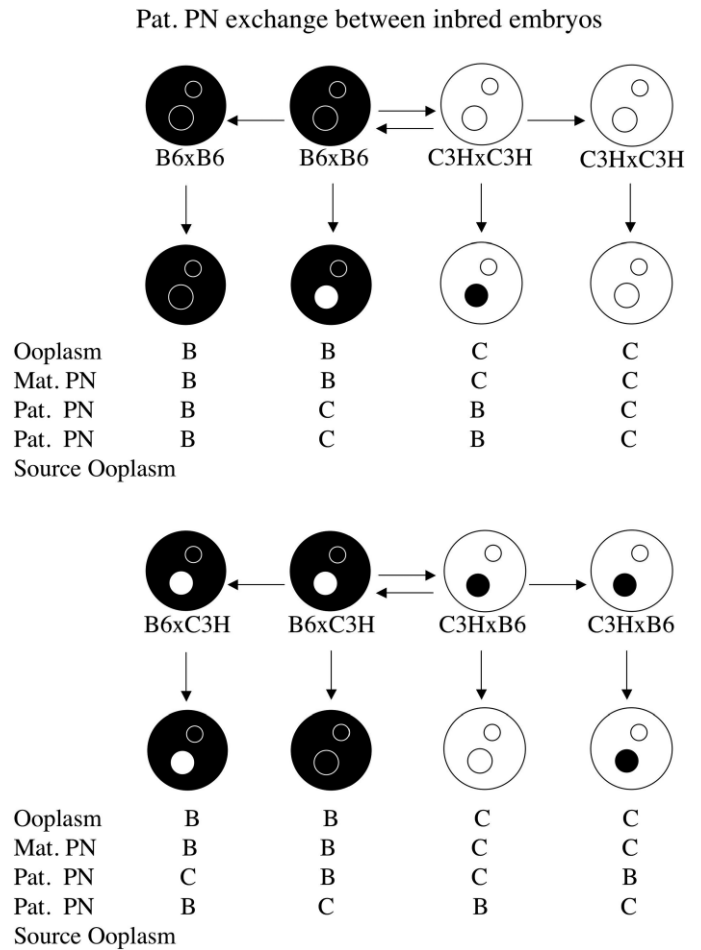 Pat. PN exchange between inbred embryos
B6xB6 B6xB6 C3HxC3H C3HxC3H
Ooplasm B B C C
Mat. PN B B C C
Pat. PN B C B C
Pat. PN B C B C
Source Ooplasm
B6xC3H B6xC3H C3HxB6 C3HxB6
Ooplasm B B C C
Mat. PN B B C C
Pat. PN C B C B
Pat. PN B C B C
Source Ooplasm